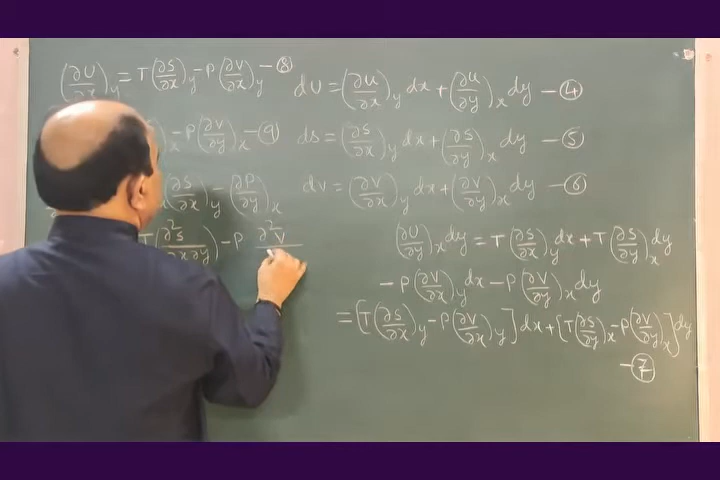 (∂U/∂x)_y = T(∂S/∂x)_y - P(∂V/∂x)_y - ⑧
)_x - P(∂V/∂y)_x - ⑨
(∂S/∂x)_y - (∂P/∂y)_x
T(∂²S/∂x∂y) - P ∂²V
dU = (∂U/∂x)_y dx + (∂U/∂y)_x dy - ④
dS = (∂S/∂x)_y dx + (∂S/∂y)_x dy - ⑤
dV = (∂V/∂x)_y dx + (∂V/∂y)_x dy - ⑥
(∂U/∂y)_x dy = T(∂S/∂x)_y dx + T(∂S/∂y)_x dy
- P(∂V/∂x)_y dx - P(∂V/∂y)_x dy
= [T(∂S/∂x)_y - P(∂V/∂x)_y] dx + [T(∂S/∂y)_x - P(∂V/∂y)_x] dy
- ⑦